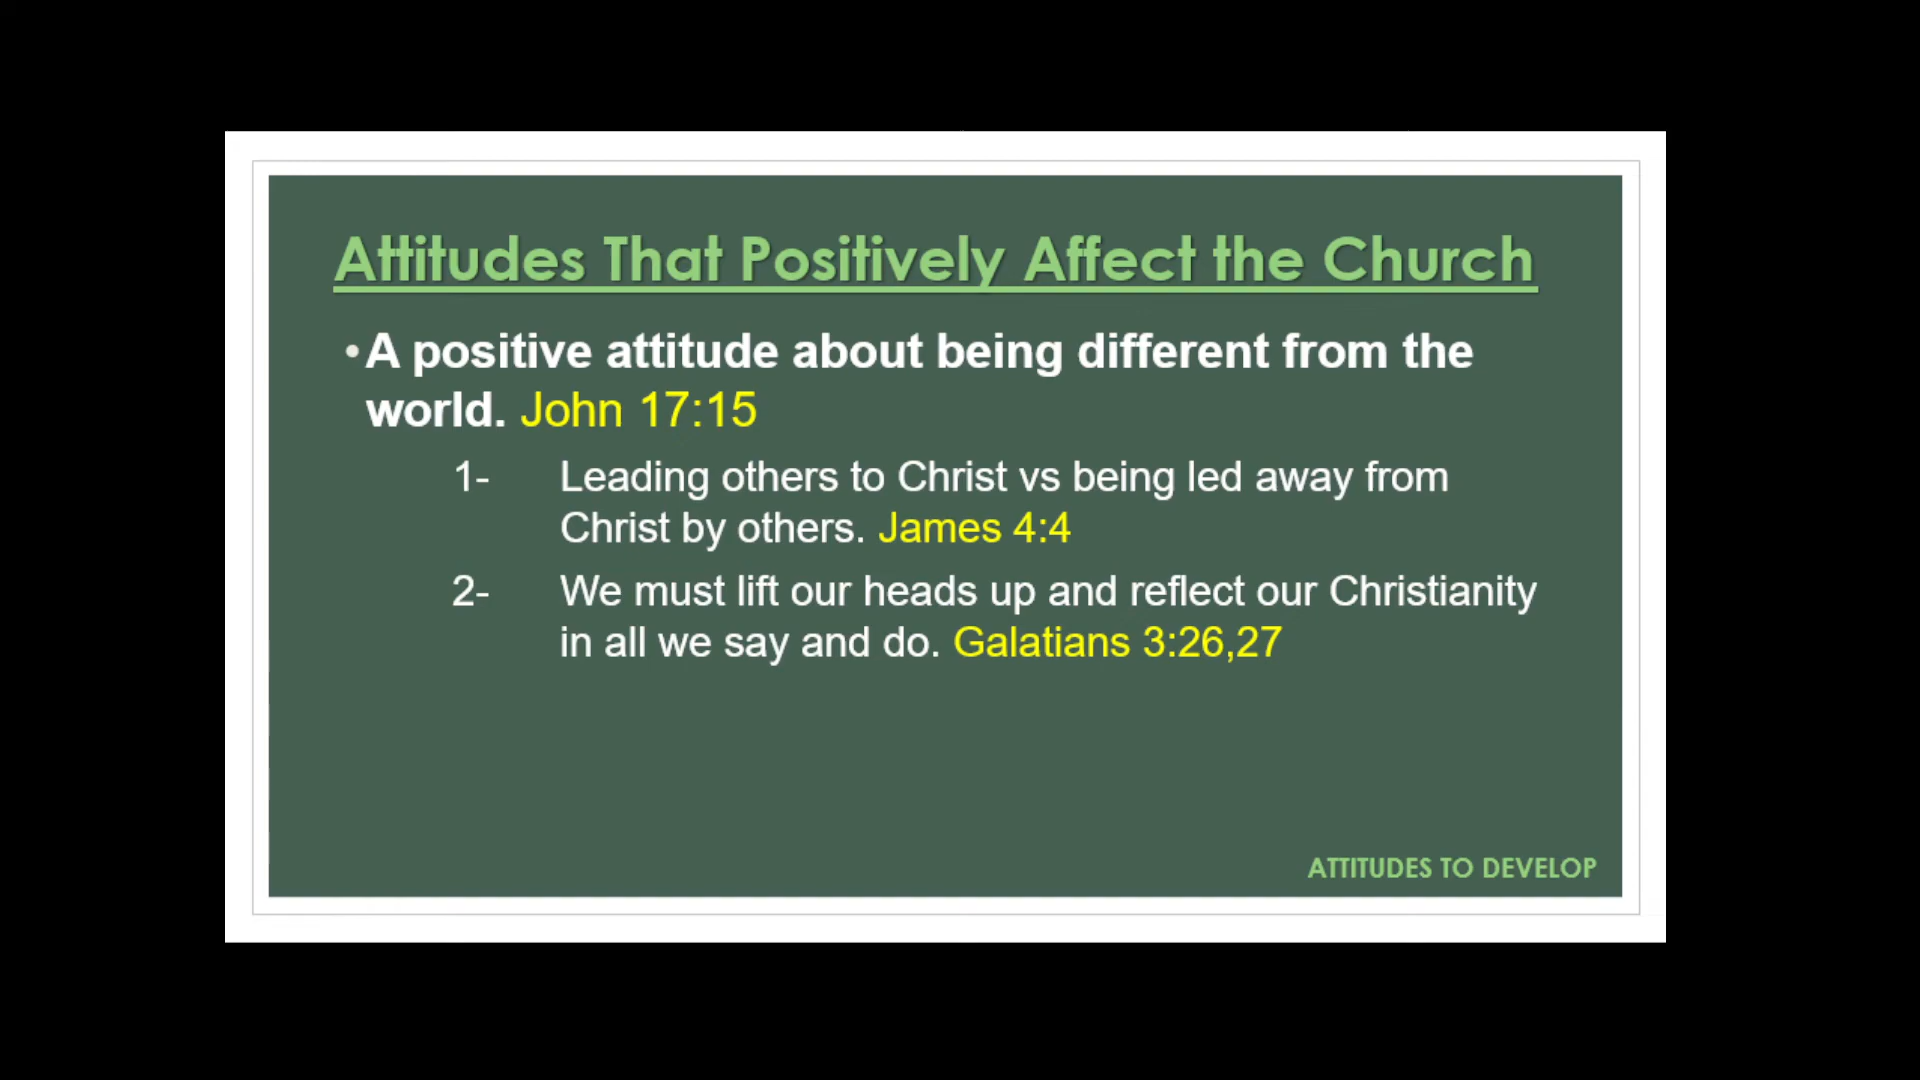 Attitudes That Positively Affect the Church
•A positive attitude about being different from the
world. John 17:15
1- Leading others to Christ vs being led away from
Christ by others. James 4:4
2- We must lift our heads up and reflect our Christianity
in all we say and do. Galatians 3:26,27
ATTITUDES TO DEVELOP